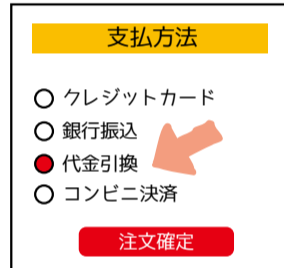 支払方法
クレジットカード
銀行振込
代金引換
コンビニ決済
注文確定